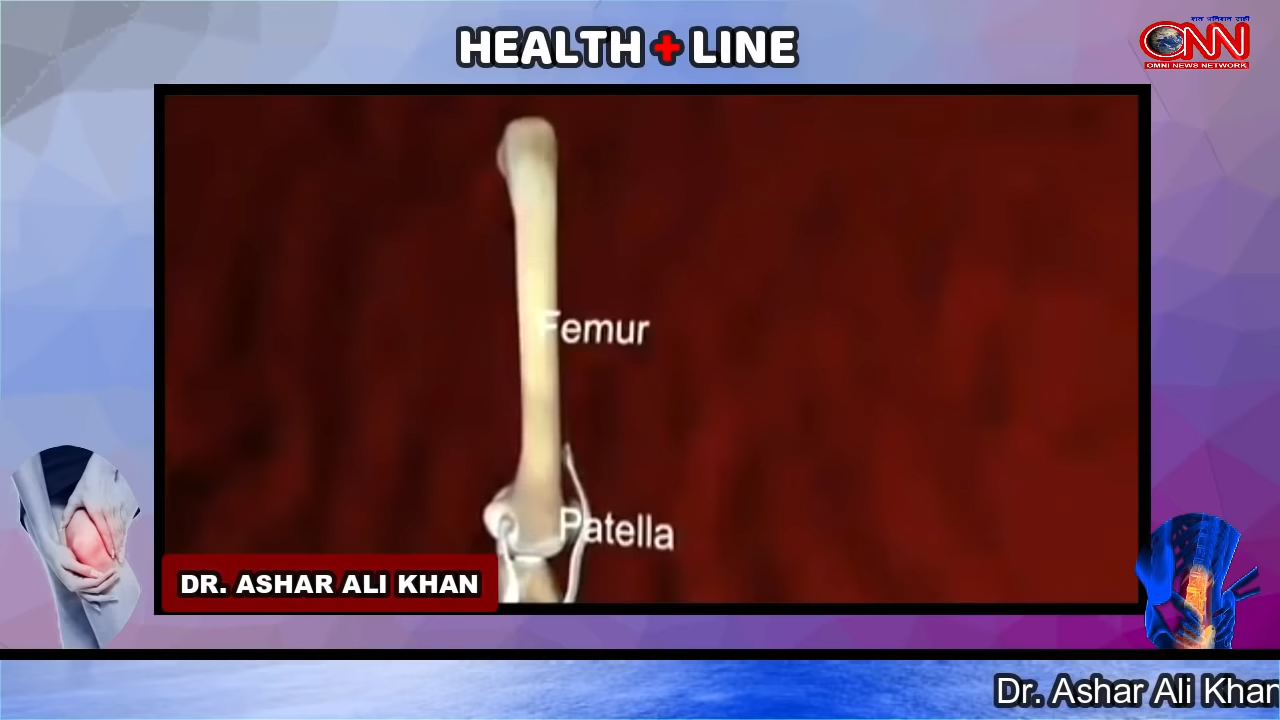 HEALTH + LINE
ONN
OMNI NEWS NETWORK
Femur
Patella
DR. ASHAR ALI KHAN
Dr. Ashar Ali Khan